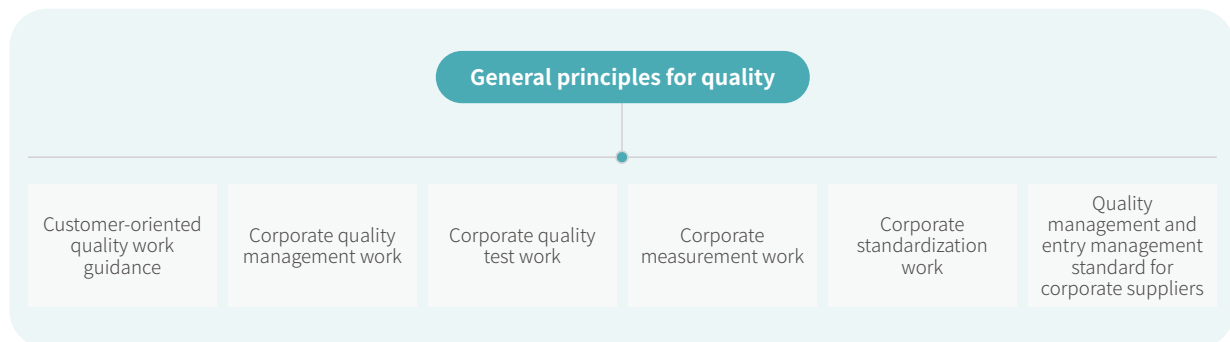 General principles for quality
Customer-oriented
quality work
guidance
Corporate quality
management work
Corporate quality
test work
Corporate
measurement work
Corporate
standardization
work
Quality
management and
entry management
standard for
corporate suppliers